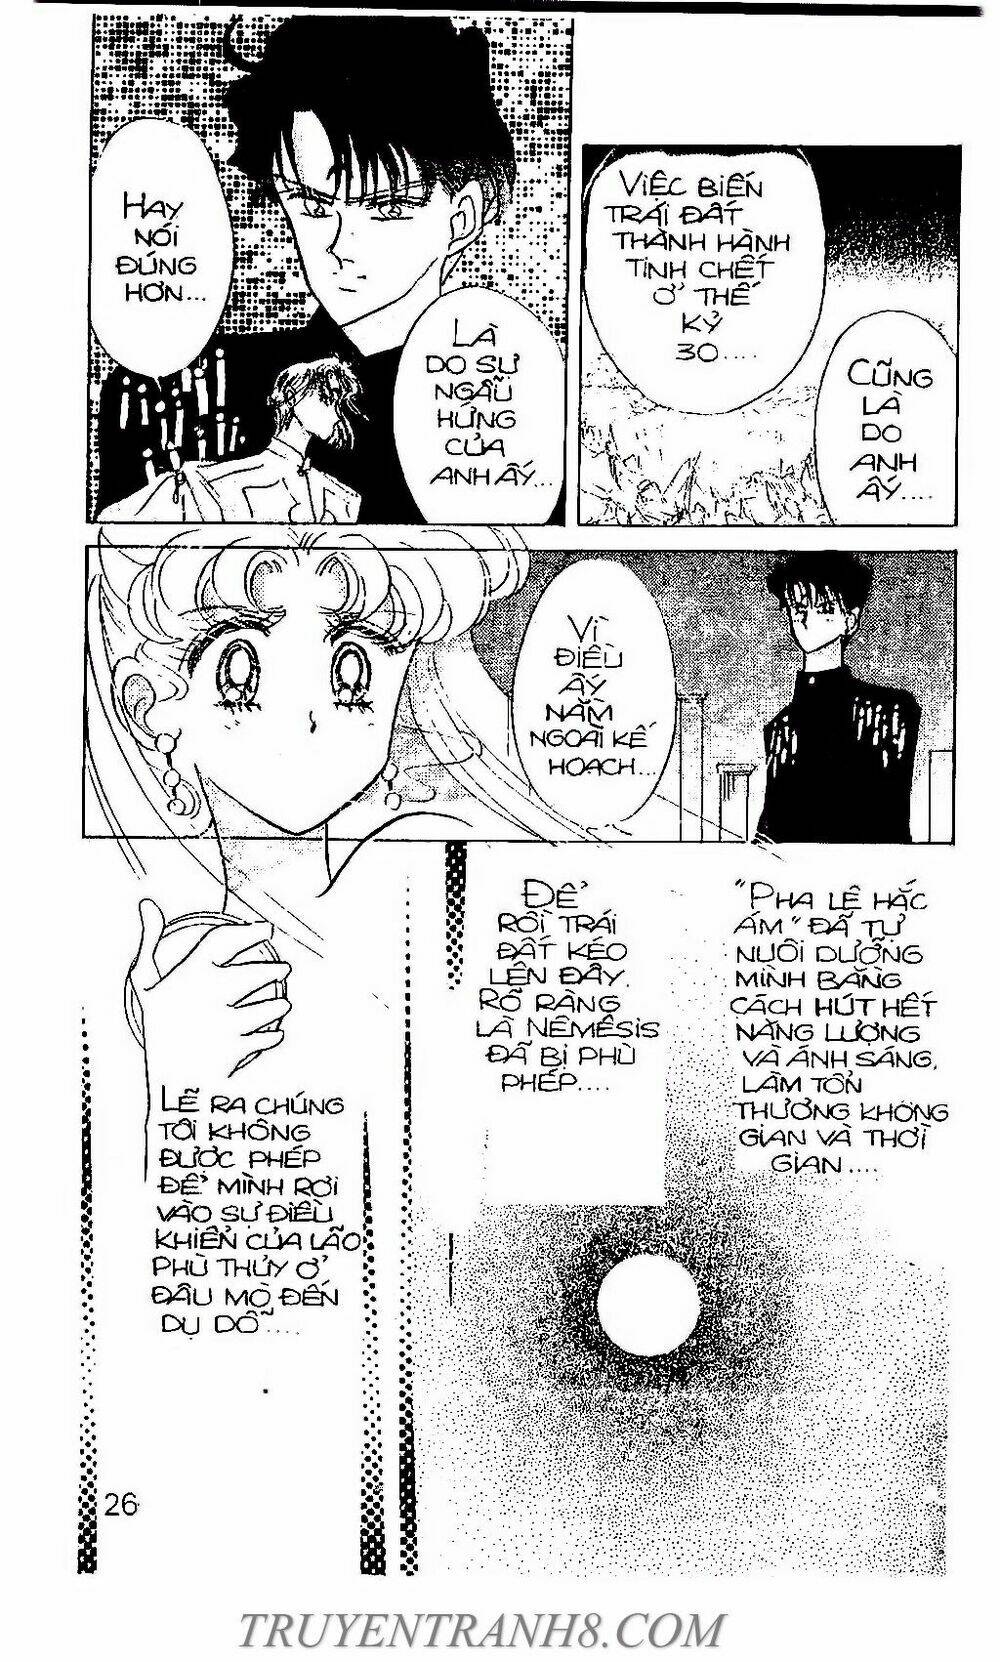 VIỆC BIẾN
TRÁI ĐẤT
THÀNH HÀNH
TINH CHẾT
Ở THẾ
KỶ
30....
CŨNG
LÀ
DO
ANH
ẤY....
HAY
NÓI
ĐÚNG
HƠN...
LÀ
DO SỰ
NGẪU
HỨNG
CỦA
ANH ẤY...
VÌ
ĐIỀU
ẤY
NẰM
NGOÀI KẾ
HOẠCH...
"PHA LÊ HẮC
ÁM" ĐÃ TỰ
NUÔI DƯỠNG
MÌNH BẰNG
CÁCH HÚT HẾT
NĂNG LƯỢNG
VÀ ÁNH SÁNG,
LÀM TỔN
THƯƠNG KHÔNG
GIAN VÀ THỜI
GIAN....
ĐỂ
RỒI TRÁI
ĐẤT KÉO
LÊN ĐÂY.
RÕ RÀNG
LÀ NÊMÊSIS
ĐÃ BỊ PHÙ
PHÉP....
LẼ RA CHÚNG
TÔI KHÔNG
ĐƯỢC PHÉP
ĐỂ MÌNH RƠI
VÀO SỰ ĐIỀU
KHIỂN CỦA LÃO
PHÙ THỦY Ở
ĐÂU MÒ ĐẾN
DỤ DỖ....
26
TRUYENTRANH8.COM